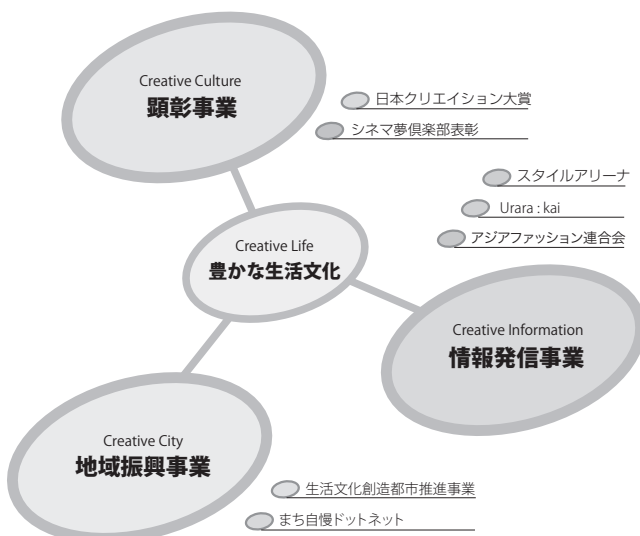 Creative Culture
顕彰事業
日本クリエイション大賞
シネマ夢倶楽部表彰
スタイルアリーナ
Urara : kai
アジアファッション連合会
Creative Life
豊かな生活文化
Creative Information
情報発信事業
Creative City
地域振興事業
生活文化創造都市推進事業
まち自慢ドットネット